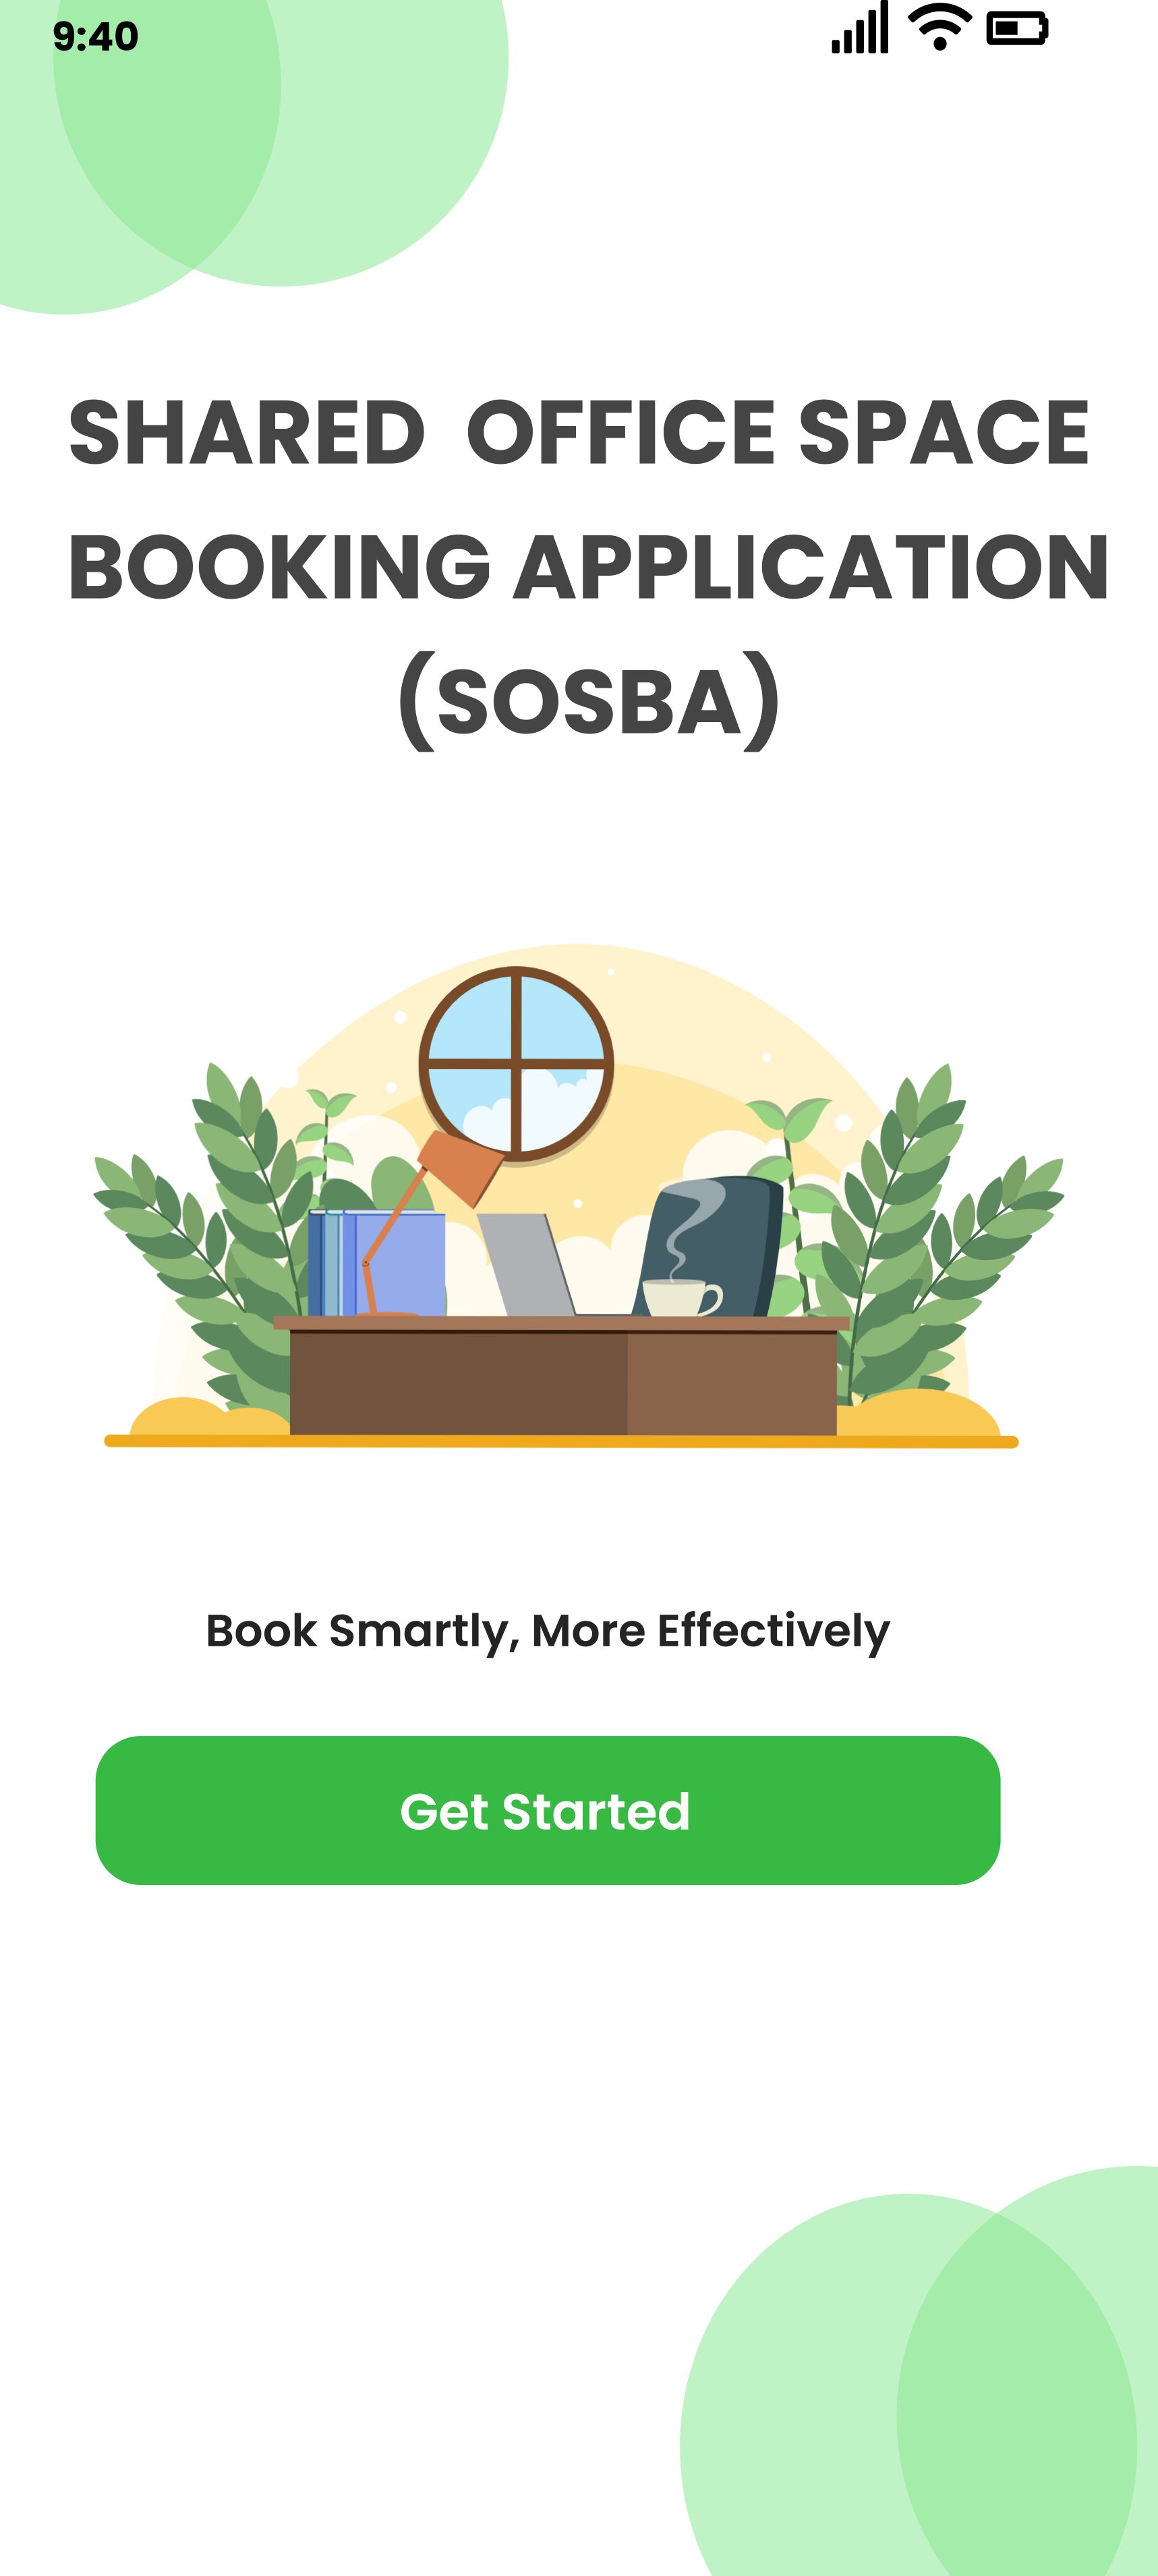 9:40
SHARED  OFFICE SPACE
BOOKING APPLICATION
(SOSBA)
Book Smartly, More Effectively
Get Started